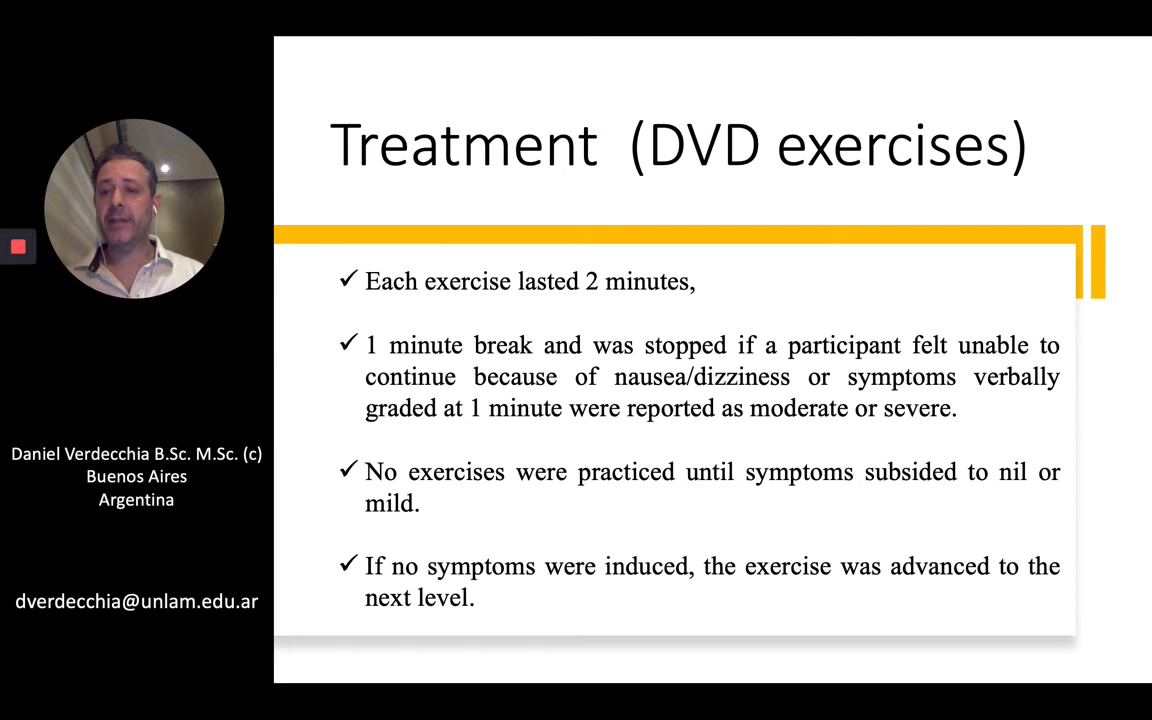 Treatment (DVD exercises)
✓ Each exercise lasted 2 minutes,
✓ 1 minute break and was stopped if a participant felt unable to
continue because of nausea/dizziness or symptoms verbally
graded at 1 minute were reported as moderate or severe.
✓ No exercises were practiced until symptoms subsided to nil or
mild.
✓ If no symptoms were induced, the exercise was advanced to the
next level.
Daniel Verdecchia B.Sc. M.Sc. (c)
Buenos Aires
Argentina
dverdecchia@unlam.edu.ar